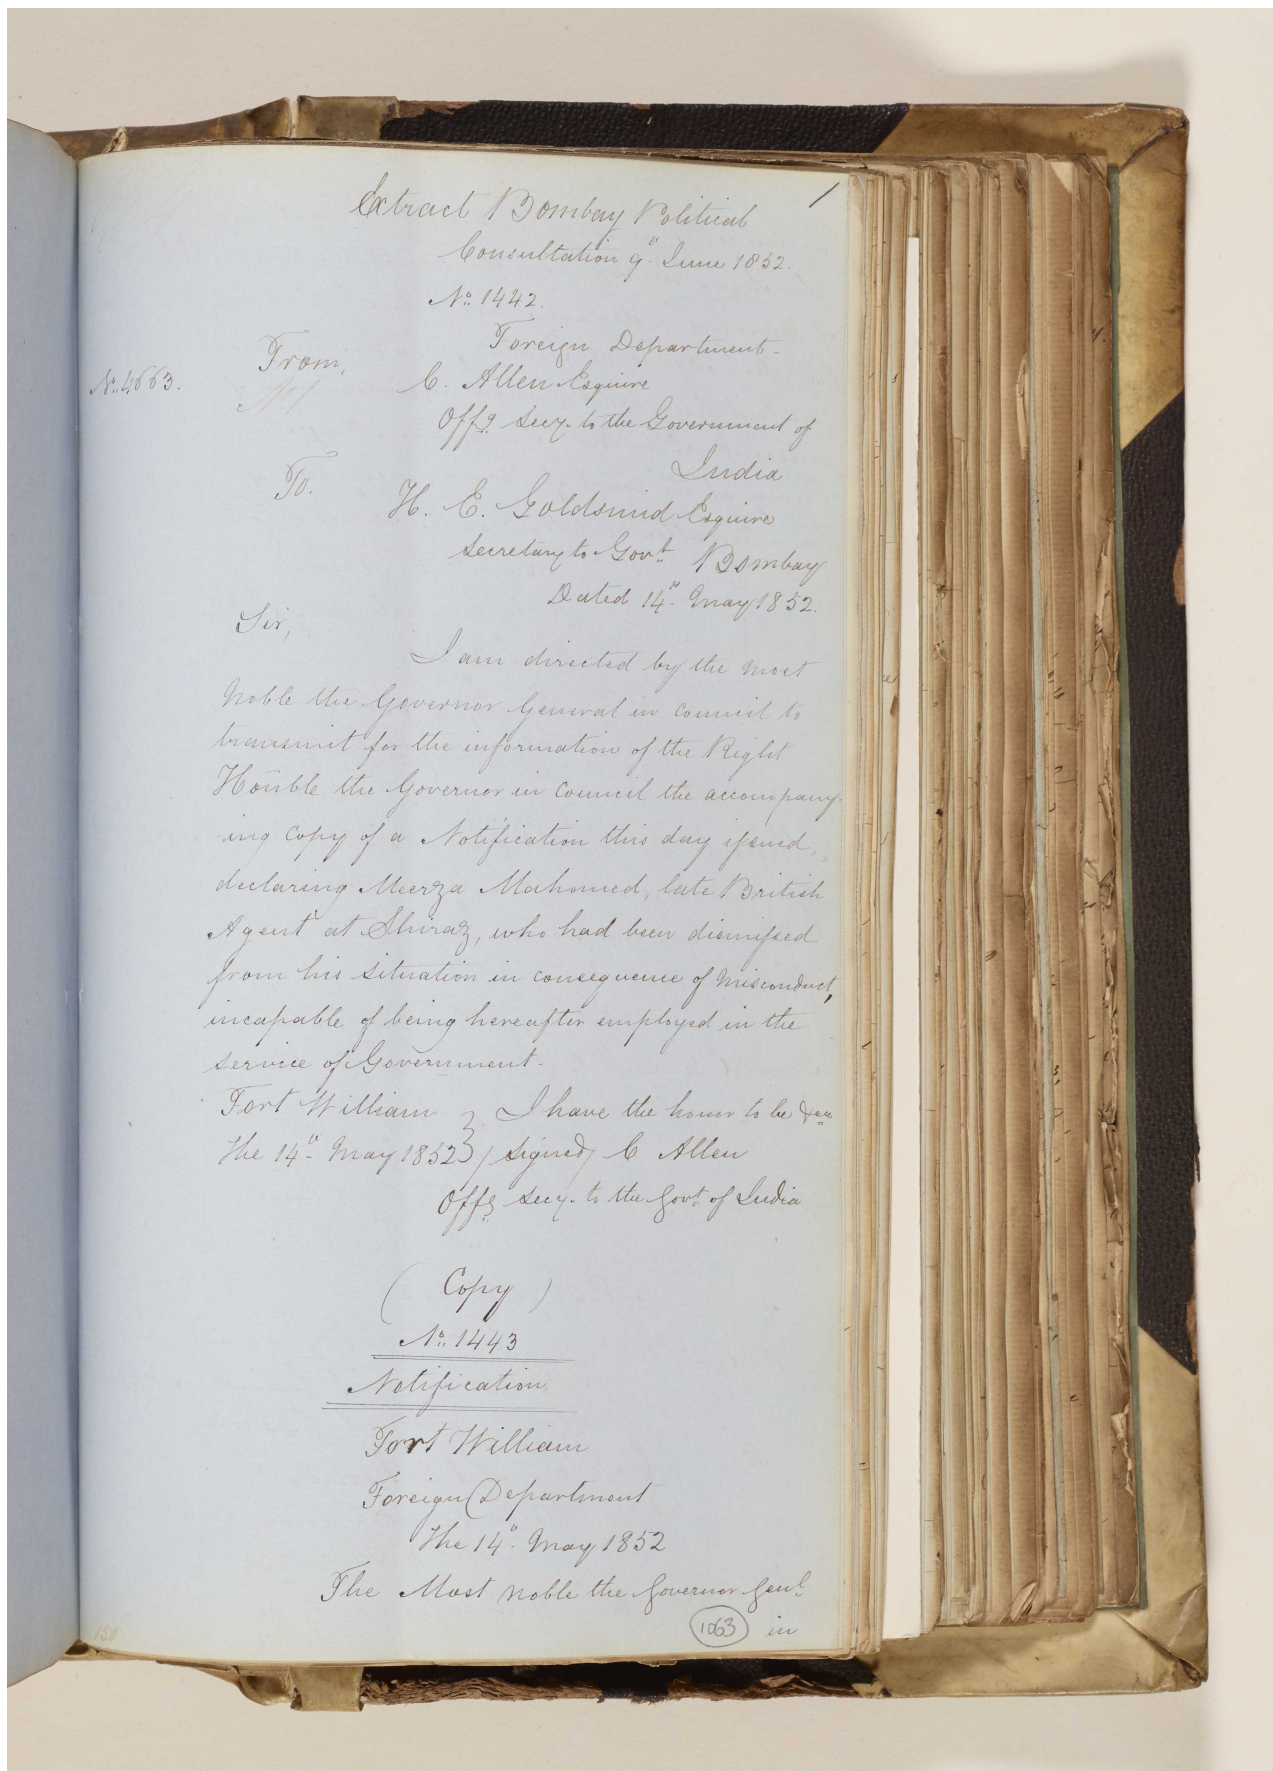 1
Extract Bombay Political
Consultation 9th June 1852.
No. 1442.
Foreign Department-
From,
No. 4663.
C. Allen Esquire
Offg. Secy. to the Government of
India
To.
H. E. Goldsmid Esquire
Secretary to Govt. Bombay
Dated 14th May 1852.
Sir,
I am directed by the Most
Noble the Governor General in Council to
transmit for the information of the Right
Honble the Governor in Council the accompany-
ing Copy of a Notification this day issued,
declaring Meerza Mahomed, late British
Agent at Shiraz, who had been dismissed
from his situation in consequence of misconduct,
incapable of being hereafter employed in the
service of Government.
Fort William } I have the honor to be &ca
The 14th May 1852 } /signed/ C Allen
Offg Secy. to the Govt. of India
(Copy)
No. 1443
Notification
Fort William
Foreign Department
The 14th May 1852
The Most Noble the Governor Genl.
1063 in
150